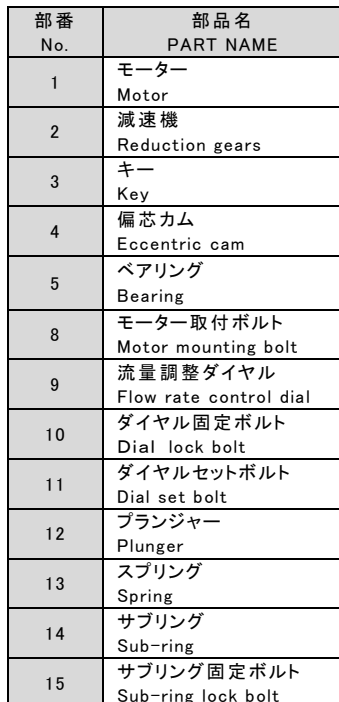 部番
No.
部品名
PART NAME
1
モーター
Motor
2
減速機
Reduction gears
3
キー
Key
4
偏芯カム
Eccentric cam
5
ベアリング
Bearing
8
モーター取付ボルト
Motor mounting bolt
9
流量調整ダイヤル
Flow rate control dial
10
ダイヤル固定ボルト
Dial lock bolt
11
ダイヤルセットボルト
Dial set bolt
12
プランジャー
Plunger
13
スプリング
Spring
14
サブリング
Sub-ring
15
サブリング固定ボルト
Sub-ring lock bolt